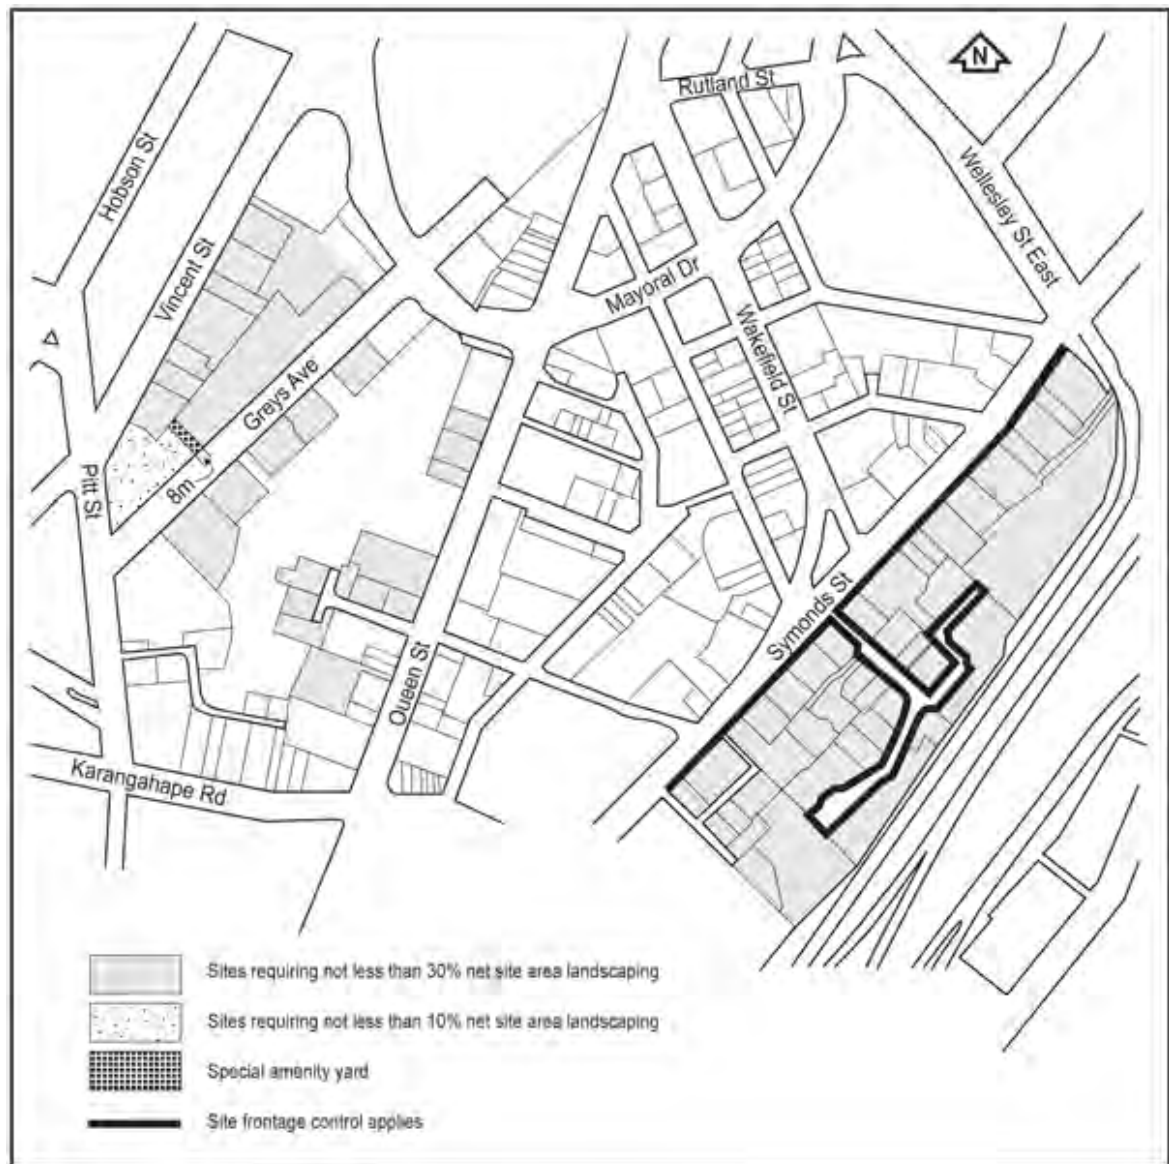 N
Rutland St
Hobson St
Wellesley St East
Vincent St
Mayoral Dr
Wakefield St
Greys Ave
8m
Pitt St
Symonds St
Queen St
Karangahape Rd
Sites requiring not less than 30% net site area landscaping
Sites requiring not less than 10% net site area landscaping
Special amenity yard
Site frontage control applies